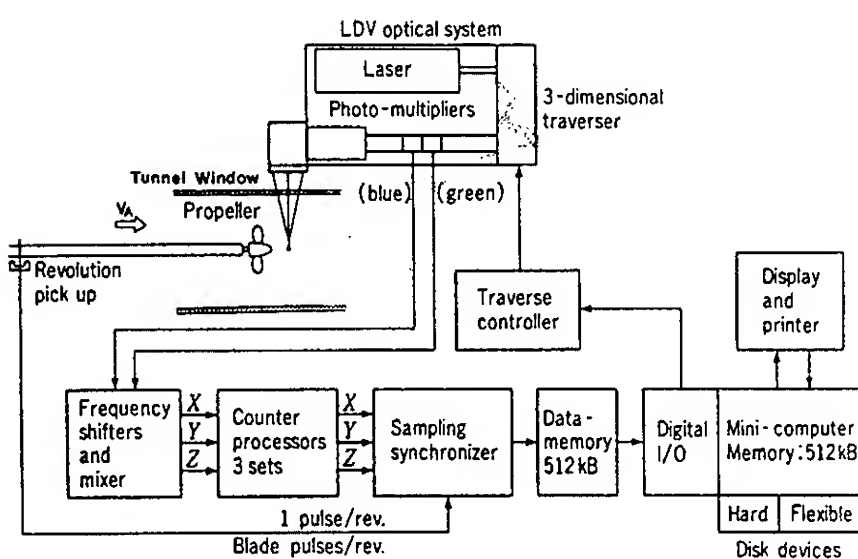 LDV optical system
Laser
Photo-multipliers
3-dimensional
traverser
Tunnel Window
(blue)
(green)
VA
Propeller
Revolution
pick up
Traverse
controller
Display
and
printer
Frequency
shifters
and
mixer
X
Y
Z
Counter
processors
3 sets
X
Y
Z
Sampling
synchronizer
Data-
memory
512kB
Digital
I/O
Mini-computer
Memory:512kB
1 pulse/rev.
Blade pulses/rev.
Hard
Flexible
Disk devices